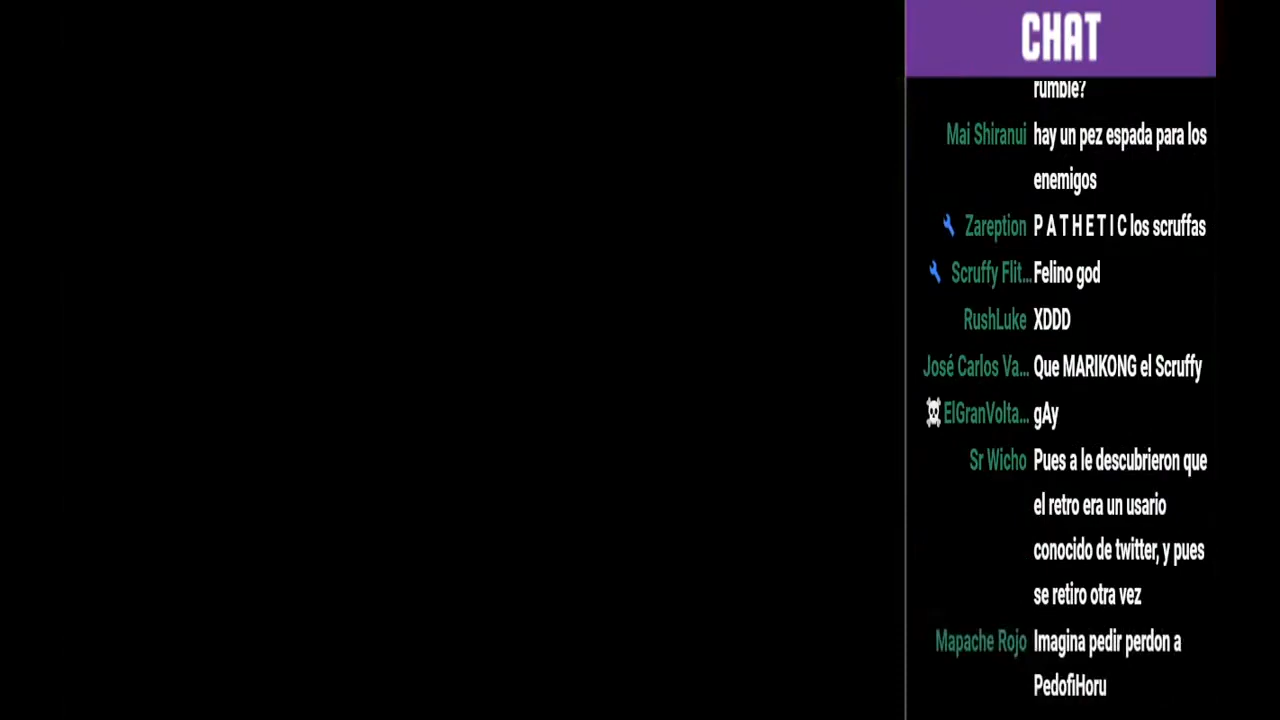 CHAT
rumble?
Mai Shiranui hay un pez espada para los
enemigos
Zareption P A T H E T I C los scruffas
Scruffy Flit... Felino god
RushLuke XDDD
José Carlos Va... Que MARIKONG el Scruffy
ElGranVolta... gAy
Sr Wicho Pues a le descubrieron que
el retro era un usario
conocido de twitter, y pues
se retiro otra vez
Mapache Rojo Imagina pedir perdon a
PedofiHoru